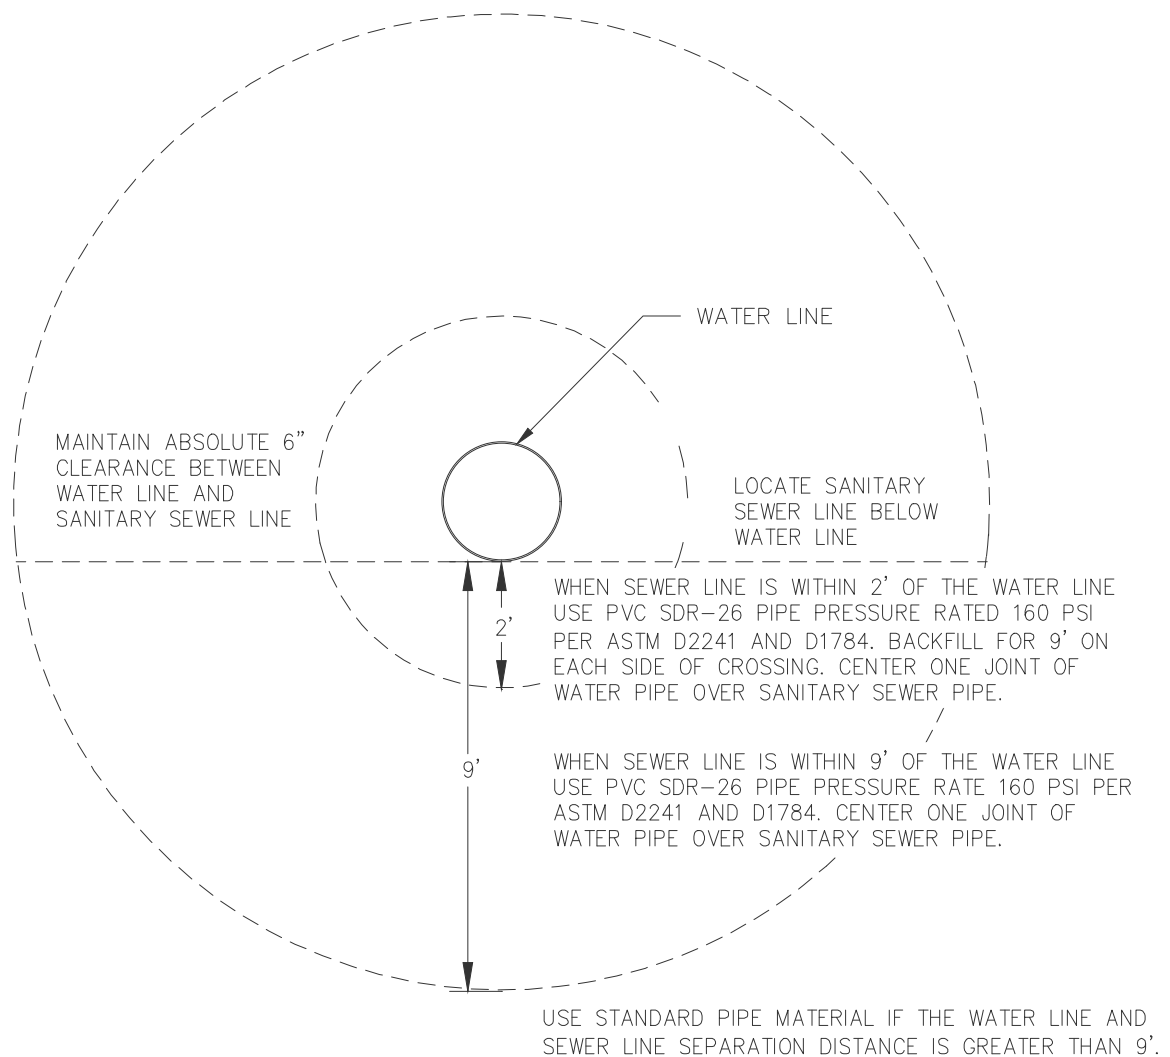 WATER LINE
MAINTAIN ABSOLUTE 6"
CLEARANCE BETWEEN
WATER LINE AND
SANITARY SEWER LINE
LOCATE SANITARY
SEWER LINE BELOW
WATER LINE
WHEN SEWER LINE IS WITHIN 2' OF THE WATER LINE
USE PVC SDR-26 PIPE PRESSURE RATED 160 PSI
PER ASTM D2241 AND D1784. BACKFILL FOR 9' ON
EACH SIDE OF CROSSING. CENTER ONE JOINT OF
WATER PIPE OVER SANITARY SEWER PIPE.
2'
9'
WHEN SEWER LINE IS WITHIN 9' OF THE WATER LINE
USE PVC SDR-26 PIPE PRESSURE RATE 160 PSI PER
ASTM D2241 AND D1784. CENTER ONE JOINT OF
WATER PIPE OVER SANITARY SEWER PIPE.
USE STANDARD PIPE MATERIAL IF THE WATER LINE AND
SEWER LINE SEPARATION DISTANCE IS GREATER THAN 9'.